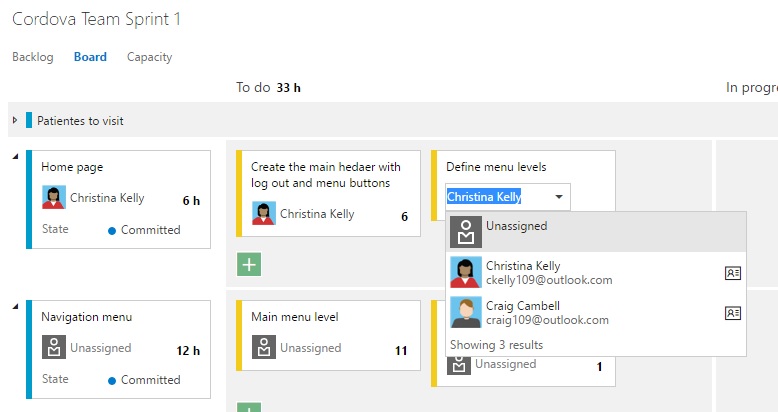 Cordova Team Sprint 1
Backlog Board Capacity
To do 33 h
In progr
Patientes to visit
Home page
Christina Kelly 6 h
State Committed
Create the main hedaer with
log out and menu buttons
Christina Kelly 6
Define menu levels
Christina Kelly
Unassigned
Christina Kelly
ckelly109@outlook.com
Craig Cambell
craig109@outlook.com
Showing 3 results
Navigation menu
Unassigned 12 h
State Committed
Main menu level
Unassigned 11
Unassigned 1